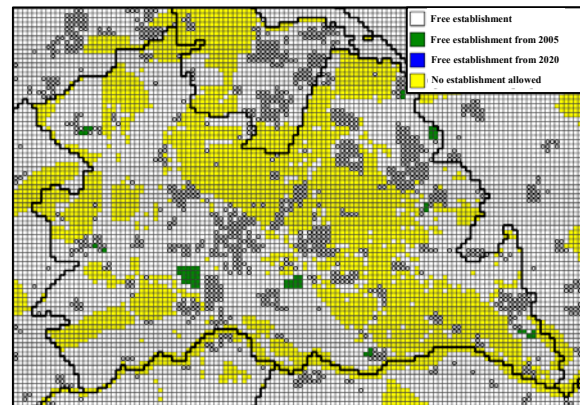 Free establishment
Free establishment from 2005
Free establishment from 2020
No establishment allowed